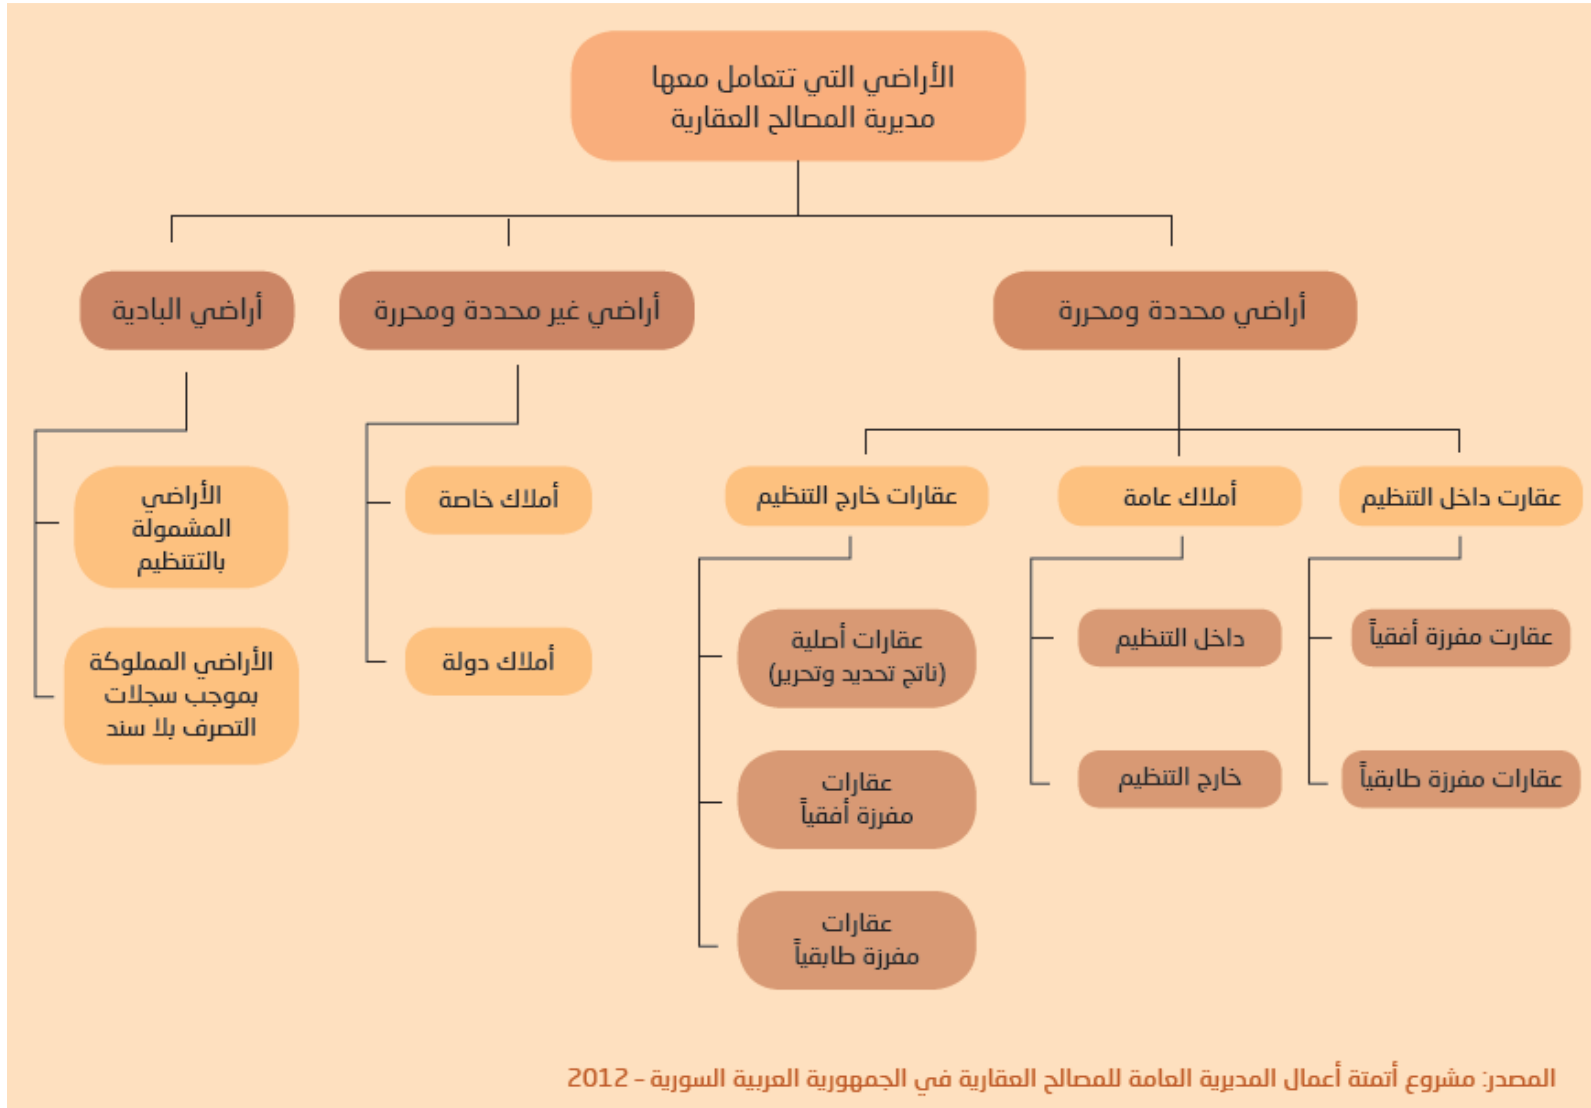 الأراضي التي تتعامل معها
مديرية المصالح العقارية
أراضي محددة ومحررة
أراضي غير محددة ومحررة
أراضي البادية
عقارت داخل التنظيم
أملاك عامة
عقارات خارج التنظيم
أملاك خاصة
الأراضي
المشمولة
بالتتنظيم
عقارت مفرزة أفقياً
داخل التنظيم
عقارات أصلية
(ناتج تحديد وتحرير)
أملاك دولة
الأراضي المملوكة
بموجب سجلات
التصرف بلا سند
عقارات مفرزة طابقياً
خارج التنظيم
عقارات
مفرزة أفقياً
عقارات
مفرزة طابقياً
المصدر: مشروع أتمتة أعمال المديرية العامة للمصالح العقارية في الجمهورية العربية السورية - 2012